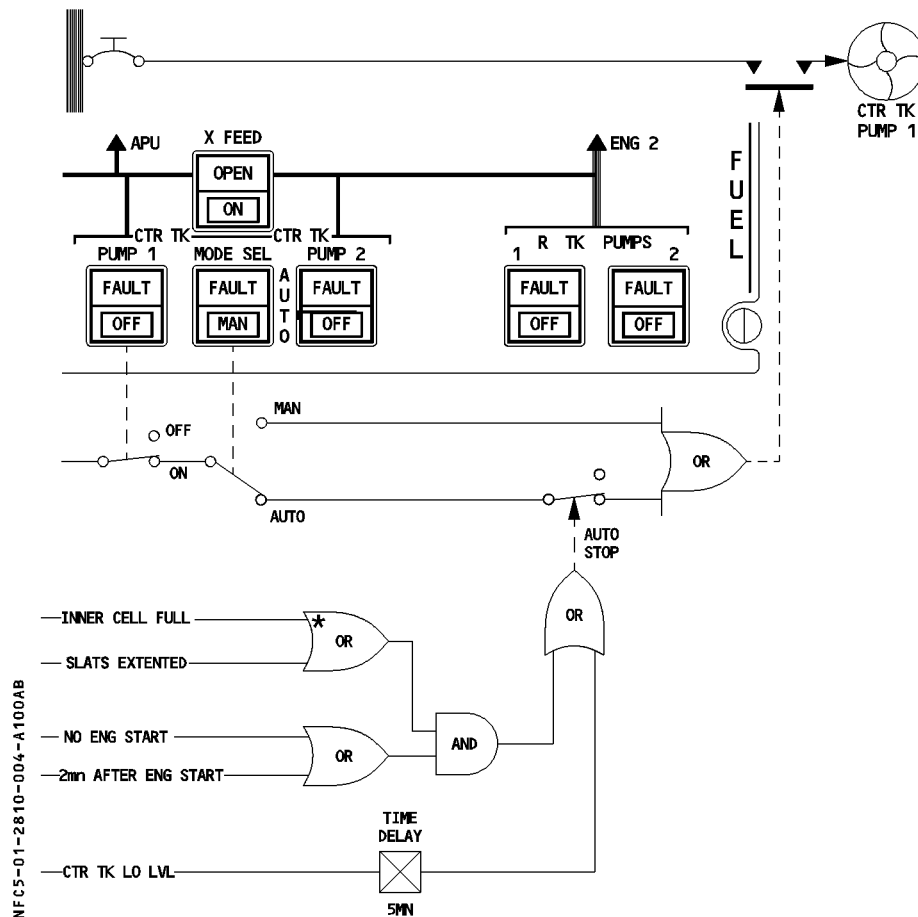 CTR TK
PUMP 1
APU
X FEED
OPEN
ON
ENG 2
FUEL
CTR TK
CTR TK
PUMP 1
MODE SEL
PUMP 2
1
R TK PUMPS
2
FAULT
OFF
FAULT
MAN
AUTO
FAULT
OFF
FAULT
OFF
FAULT
OFF
MAN
OFF
ON
AUTO
OR
AUTO
STOP
OR
INNER CELL FULL
*
OR
SLATS EXTENTED
NO ENG START
OR
2mn AFTER ENG START
AND
TIME
DELAY
CTR TK LO LVL
5MN
NFC5-01-2810-004-A100AB